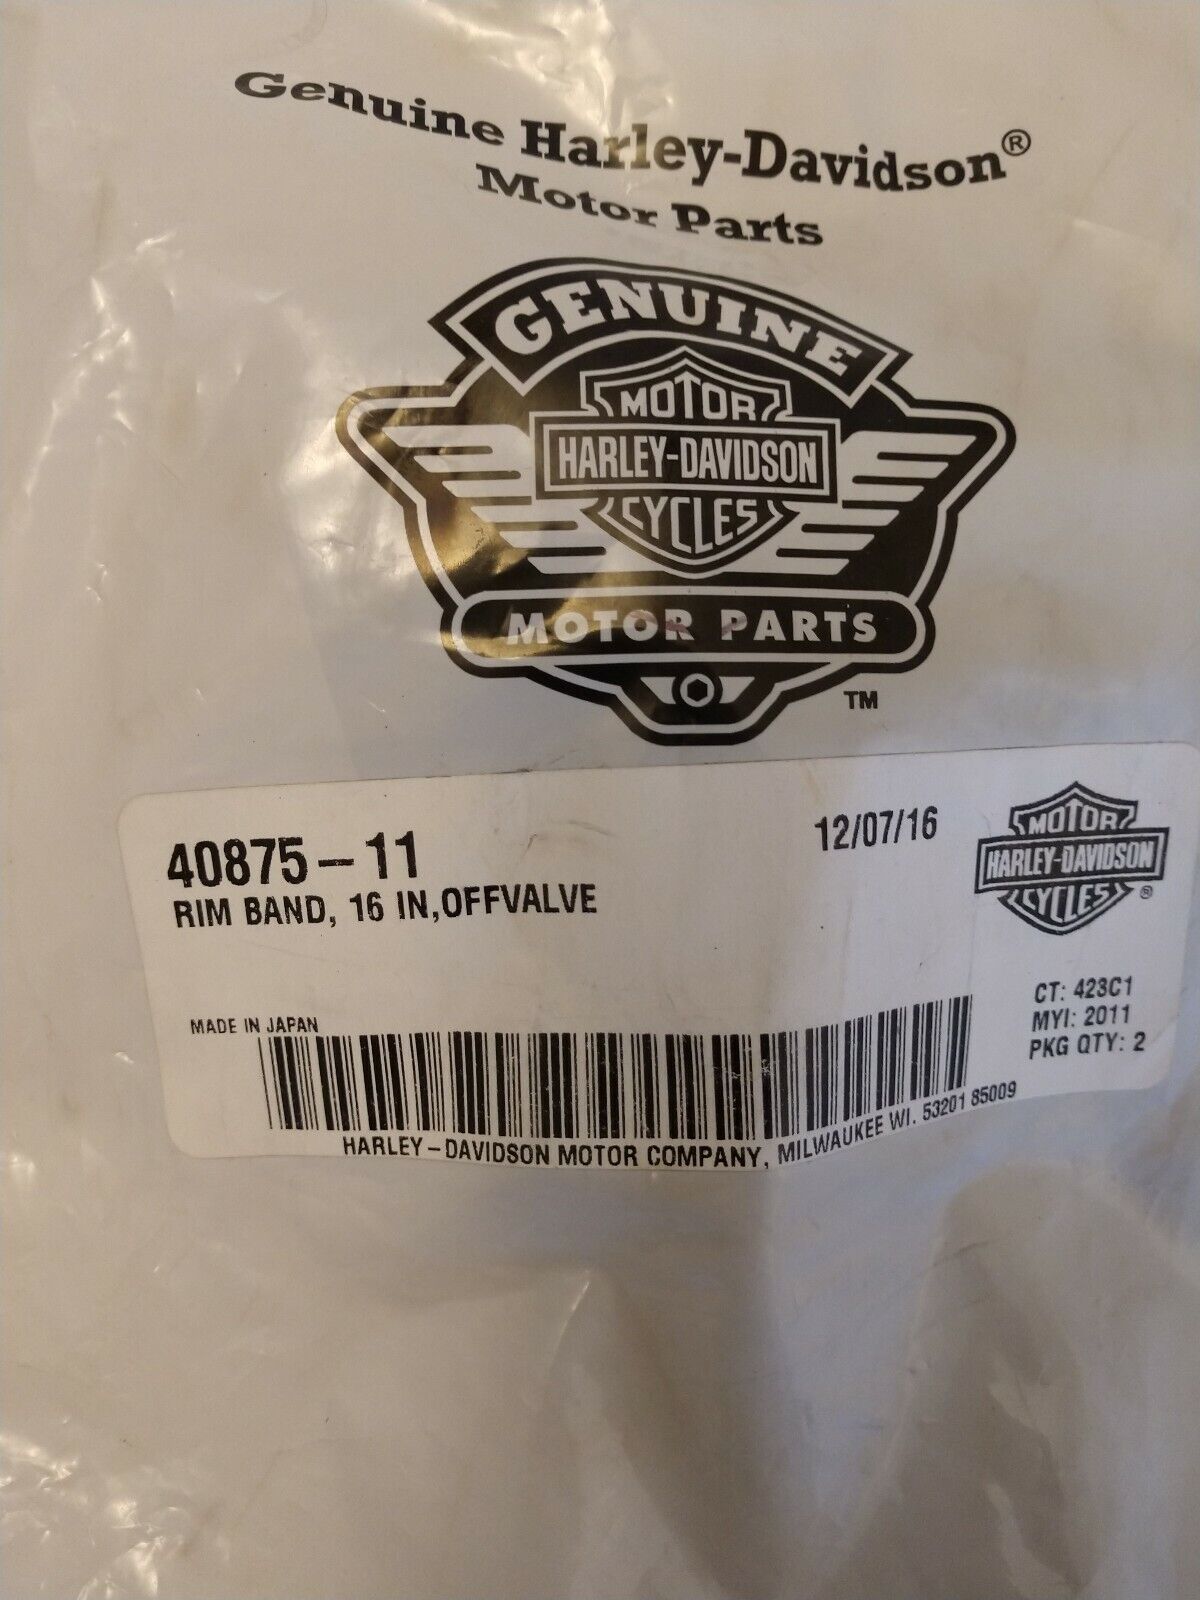 Genuine Harley-Davidson®
Motor Parts
GENUINE
MOTOR
HARLEY-DAVIDSON
CYCLES
MOTOR PARTS
TM
40875-11
RIM BAND, 16 IN,OFFVALVE
12/07/16
MOTOR
HARLEY-DAVIDSON
CYCLES
®
MADE IN JAPAN
CT: 423C1
MYI: 2011
PKG QTY: 2
HARLEY-DAVIDSON MOTOR COMPANY, MILWAUKEE WI. 53201 85009